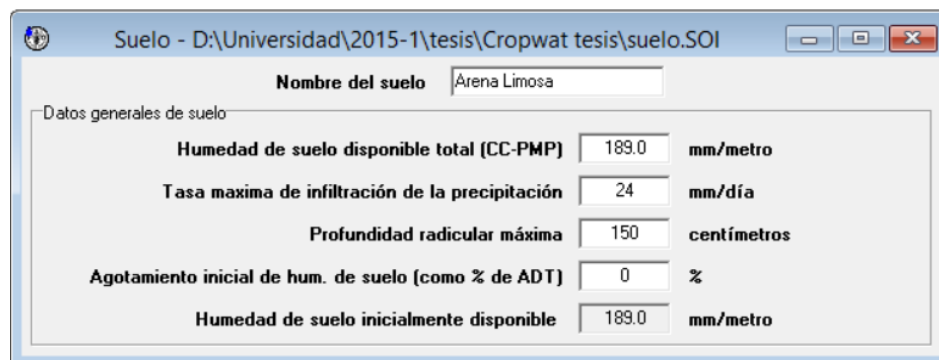 Suelo - D:\Universidad\2015-1\tesis\Cropwat tesis\suelo.SOI
Nombre del suelo Arena Limosa
Datos generales de suelo
Humedad de suelo disponible total (CC-PMP) 189.0 mm/metro
Tasa maxima de infiltración de la precipitación 24 mm/día
Profundidad radicular máxima 150 centímetros
Agotamiento inicial de hum. de suelo (como % de ADT) 0 %
Humedad de suelo inicialmente disponible 189.0 mm/metro